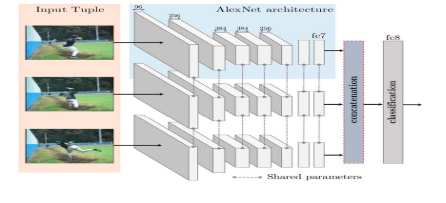 Input Tuple
AlexNet architecture
96
256
384
384
256
fc7
fc8
concatenation
classification
Shared parameters